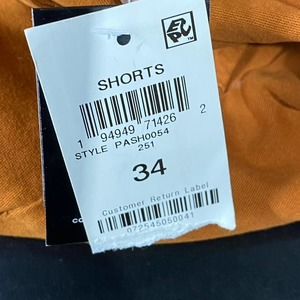 SHORTS
1 94949 71426 2
STYLE PASH0054
251
34
Customer Return Label
072545050041